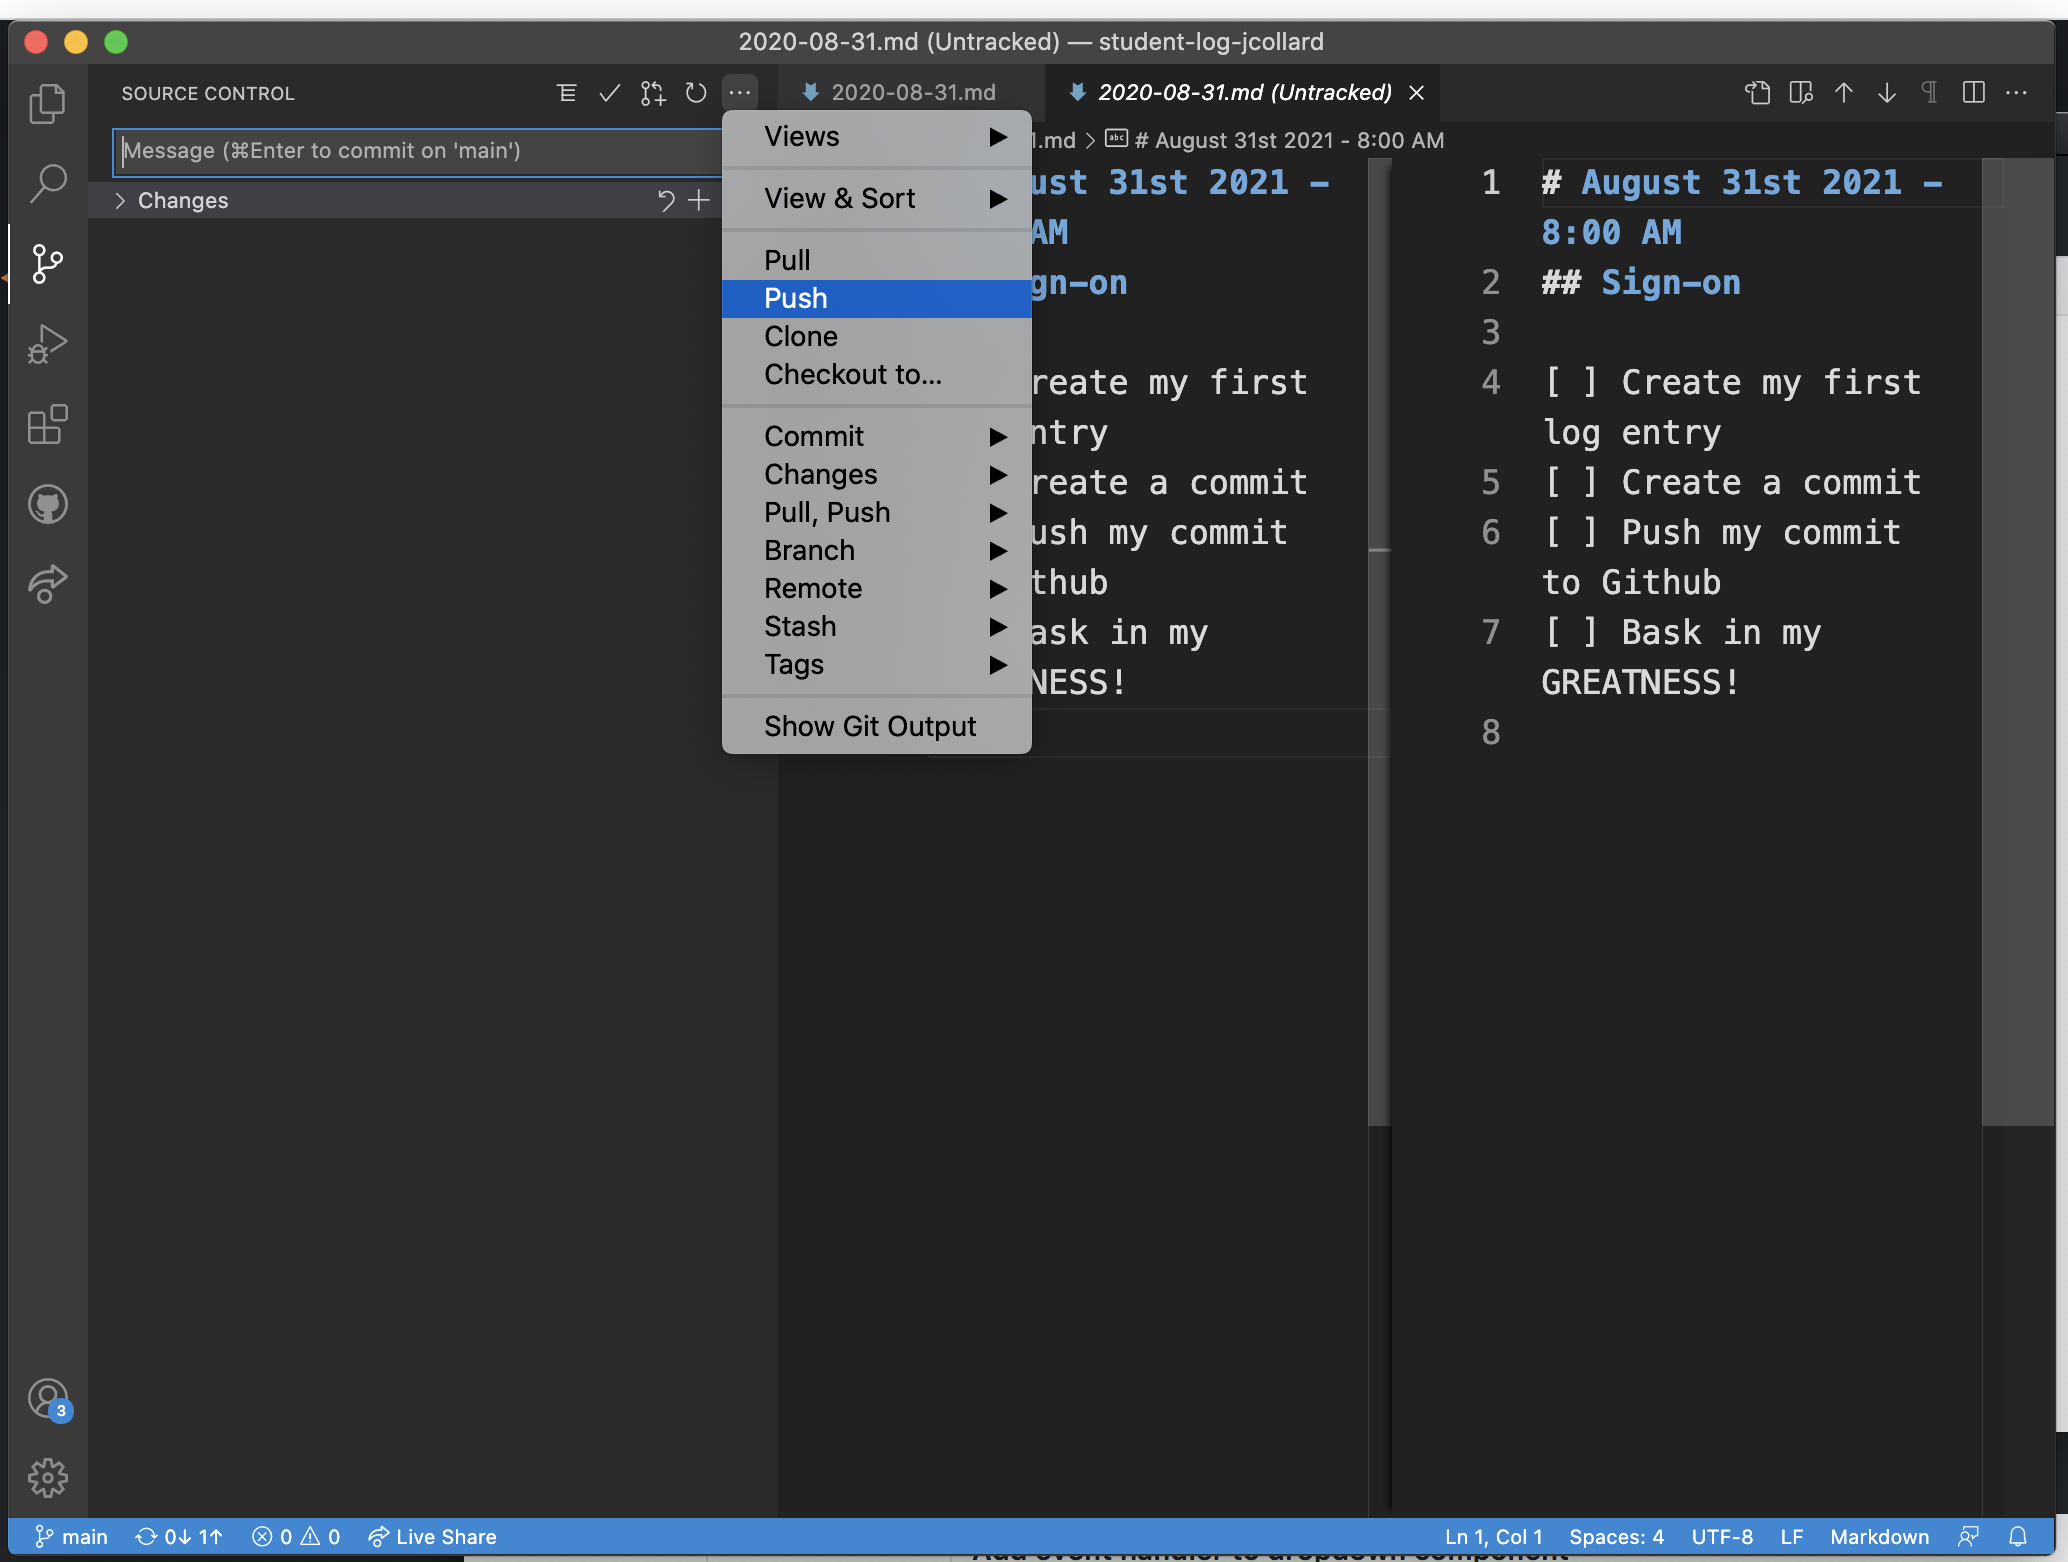 2020-08-31.md (Untracked) — student-log-jcollard
SOURCE CONTROL
2020-08-31.md
2020-08-31.md (Untracked)
Message (⌘Enter to commit on 'main')
Changes
Views
View & Sort
Pull
Push
Clone
Checkout to...
Commit
Changes
Pull, Push
Branch
Remote
Stash
Tags
Show Git Output
.md > # August 31st 2021 - 8:00 AM
ust 31st 2021 -
AM
gn-on
reate my first
ntry
reate a commit
ush my commit
thub
ask in my
NESS!
1 # August 31st 2021 -
8:00 AM
2 ## Sign-on
3
4 [ ] Create my first
log entry
5 [ ] Create a commit
6 [ ] Push my commit
to Github
7 [ ] Bask in my
GREATNESS!
8
3
main 0↓ 1↑ 0 0 Live Share
Ln 1, Col 1 Spaces: 4 UTF-8 LF Markdown